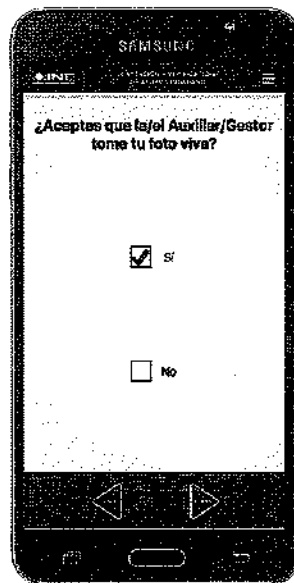 SAMSUNG
INE
¿Aceptas que la/el Auxiliar/Gestor
tome tu foto viva?
Sí
No